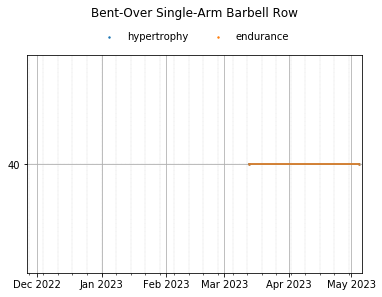 Bent-Over Single-Arm Barbell Row
hypertrophy endurance
40
Dec 2022 Jan 2023 Feb 2023 Mar 2023 Apr 2023 May 2023